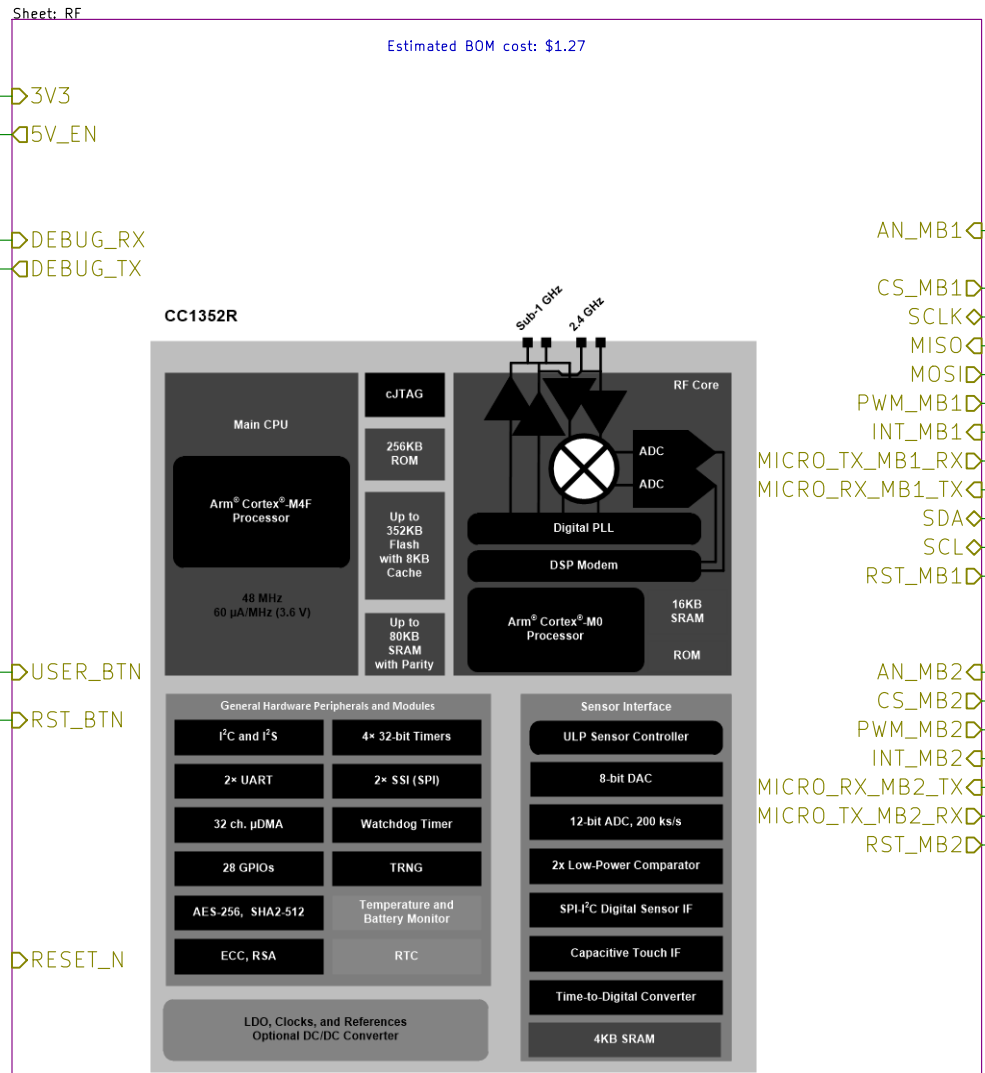 Sheet: RF
Estimated BOM cost: $1.27
3V3
5V_EN
DEBUG_RX
DEBUG_TX
AN_MB1
CS_MB1
SCLK
MISO
MOSI
PWM_MB1
INT_MB1
MICRO_TX_MB1_RX
MICRO_RX_MB1_TX
SDA
SCL
RST_MB1
CC1352R
Sub-1 GHz
2.4 GHz
Main CPU
Arm® Cortex®-M4F
Processor
48 MHz
60 µA/MHz (3.6 V)
cJTAG
256KB
ROM
Up to
352KB
Flash
with 8KB
Cache
Up to
80KB
SRAM
with Parity
RF Core
ADC
ADC
Digital PLL
DSP Modem
Arm® Cortex®-M0
Processor
16KB
SRAM
ROM
USER_BTN
RST_BTN
RESET_N
General Hardware Peripherals and Modules
I²C and I²S
4× 32-bit Timers
2× UART
2× SSI (SPI)
32 ch. µDMA
Watchdog Timer
28 GPIOs
TRNG
AES-256, SHA2-512
Temperature and
Battery Monitor
ECC, RSA
RTC
LDO, Clocks, and References
Optional DC/DC Converter
Sensor Interface
ULP Sensor Controller
8-bit DAC
12-bit ADC, 200 ks/s
2x Low-Power Comparator
SPI-I²C Digital Sensor IF
Capacitive Touch IF
Time-to-Digital Converter
4KB SRAM
AN_MB2
CS_MB2
PWM_MB2
INT_MB2
MICRO_RX_MB2_TX
MICRO_TX_MB2_RX
RST_MB2